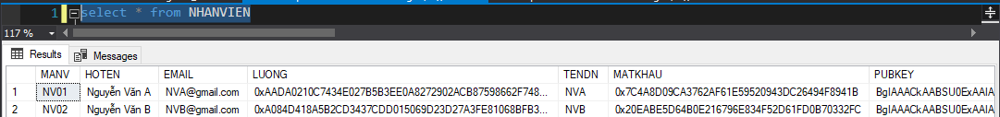 1 select * from NHANVIEN
117 %
Results Messages
MANV HOTEN EMAIL LUONG TENDN MATKHAU PUBKEY
1 NV01 Nguyễn Văn A NVA@gmail.com 0xAADA0210C7434E027B5B3EE0A8272902ACB87598662F748... NVA 0x7C4A8D09CA3762AF61E59520943DC26494F8941B BgIAAACkAABSU0ExAAIA
2 NV02 Nguyễn Văn B NVB@gmail.com 0xA084D418A5B2CD3437CDD015069D23D27A3FE81068BFB3... NVB 0x20EABE5D64B0E216796E834F52D61FD0B70332FC BgIAAACkAABSU0ExAAIA